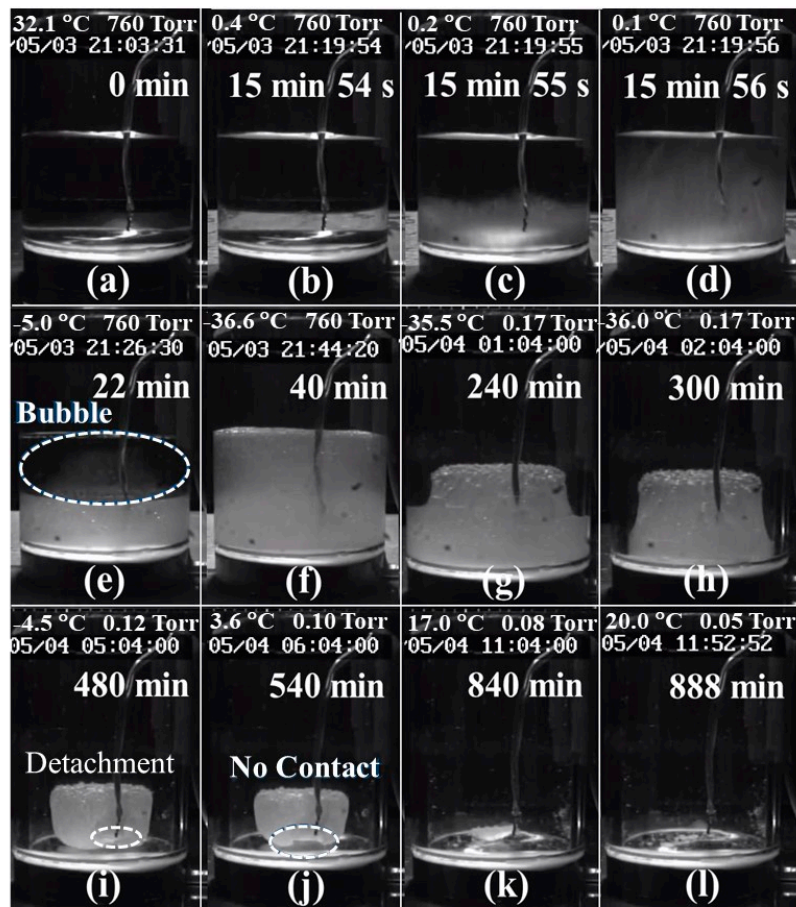 32.1 °C 760 Torr
/05/03 21:03:31
0 min
(a)
0.4 °C 760 Torr
/05/03 21:19:54
15 min 54 s
(b)
0.2 °C 760 Torr
/05/03 21:19:55
15 min 55 s
(c)
0.1 °C 760 Torr
/05/03 21:19:56
15 min 56 s
(d)
-5.0 °C 760 Torr
/05/03 21:26:30
22 min
Bubble
(e)
-36.6 °C 760 Torr
/05/03 21:44:20
40 min
(f)
-35.5 °C 0.17 Torr
/05/04 01:04:00
240 min
(g)
-36.0 °C 0.17 Torr
/05/04 02:04:00
300 min
(h)
-4.5 °C 0.12 Torr
/05/04 05:04:00
480 min
Detachment
(i)
3.6 °C 0.10 Torr
/05/04 06:04:00
540 min
No Contact
(j)
17.0 °C 0.08 Torr
/05/04 11:04:00
840 min
(k)
20.0 °C 0.05 Torr
/05/04 11:52:52
888 min
(l)